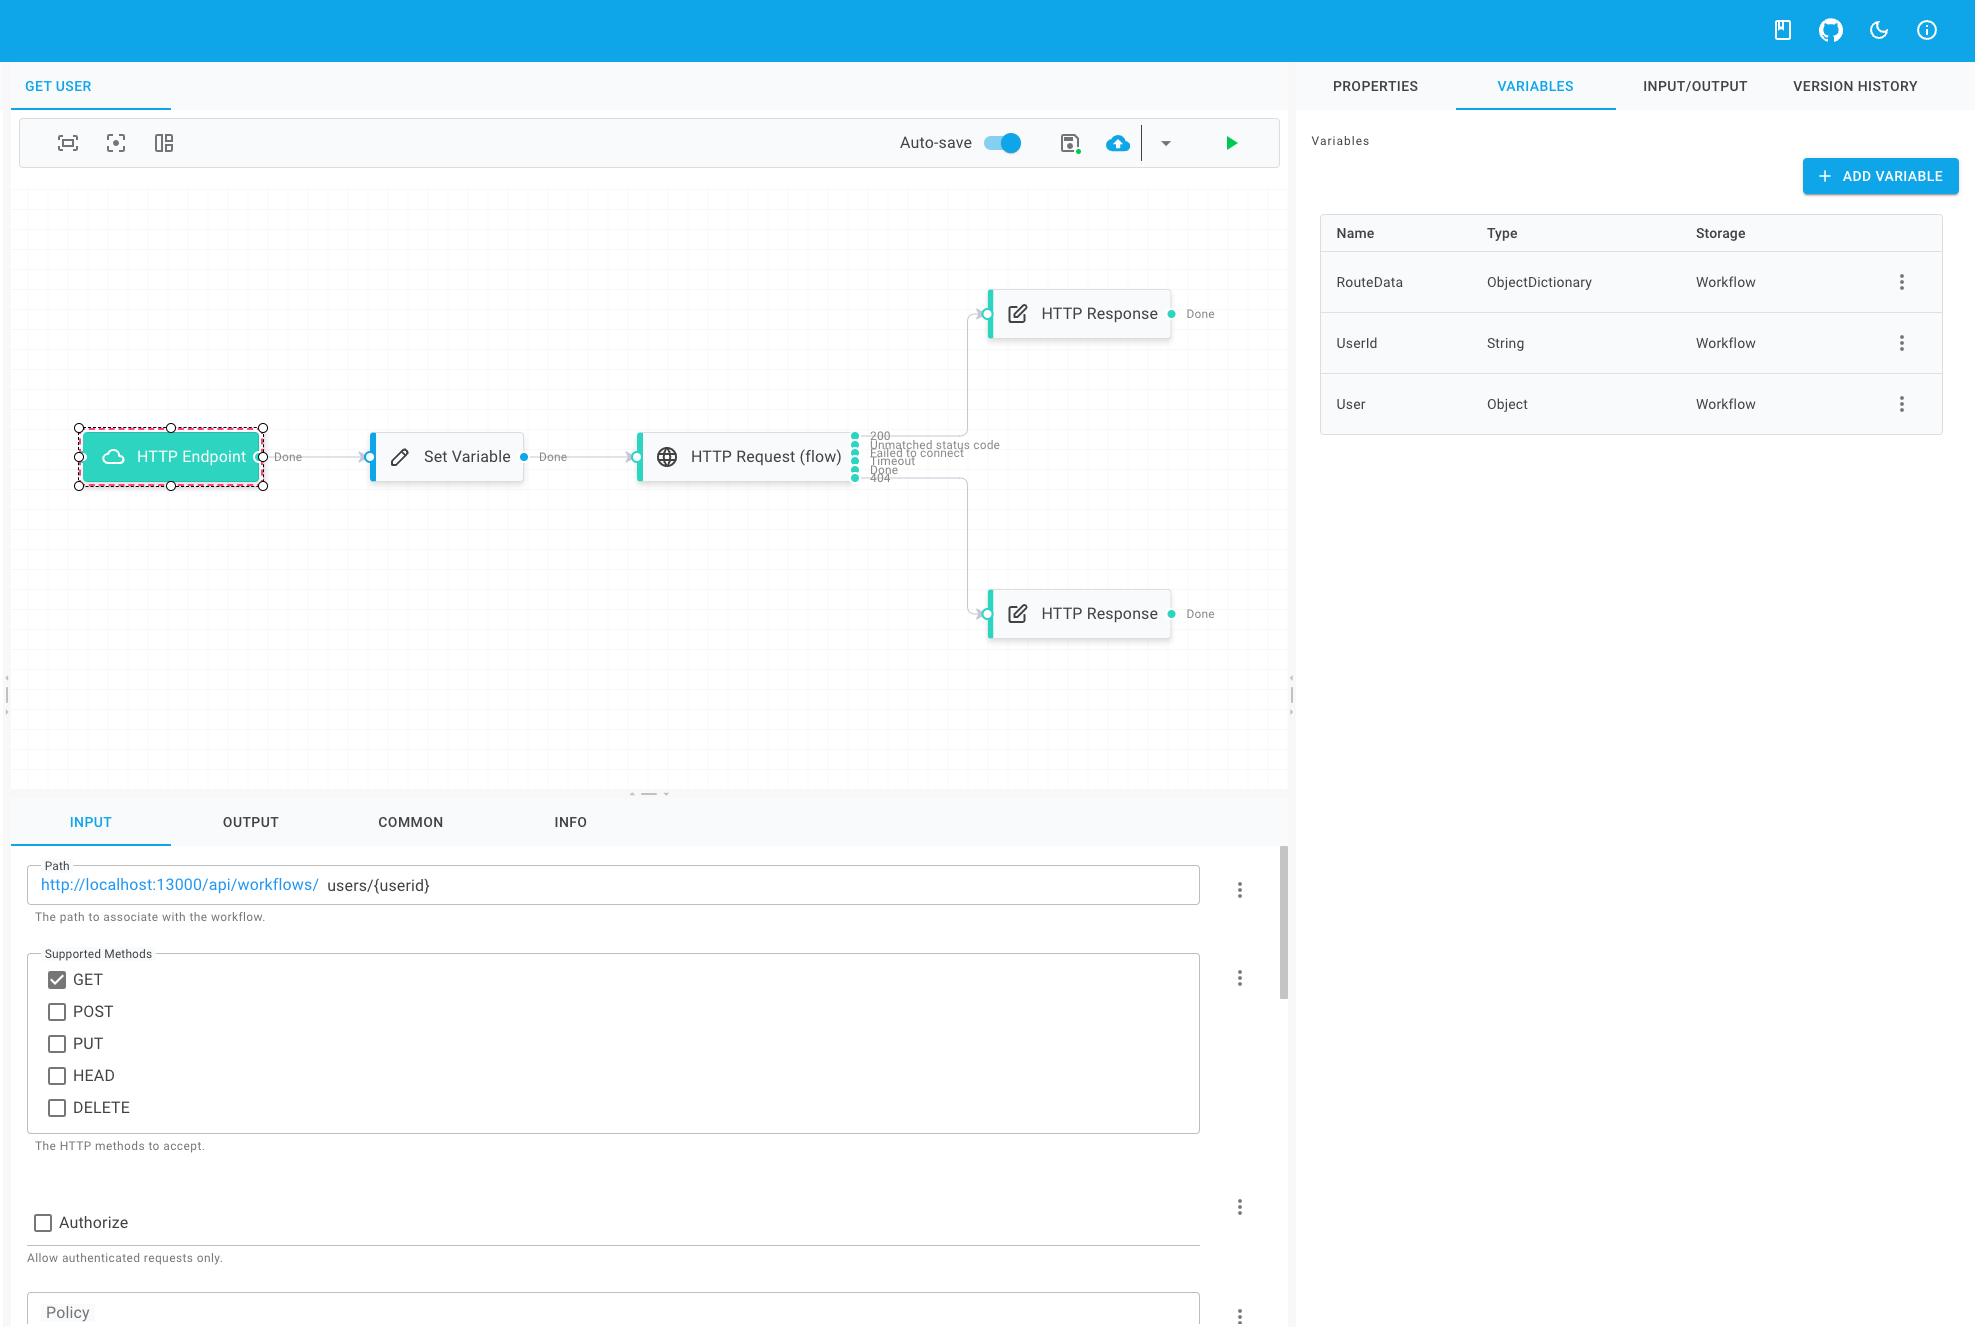 GET USER
PROPERTIES
VARIABLES
INPUT/OUTPUT
VERSION HISTORY
Auto-save
Variables
ADD VARIABLE
Name Type Storage
RouteData ObjectDictionary Workflow
UserId String Workflow
User Object Workflow
HTTP Response
Done
HTTP Endpoint
Done
Set Variable
Done
HTTP Request (flow)
200
Unmatched status code
Failed to connect
Timeout
Done
404
HTTP Response
Done
INPUT
OUTPUT
COMMON
INFO
Path
http://localhost:13000/api/workflows/ users/{userid}
The path to associate with the workflow.
Supported Methods
GET
POST
PUT
HEAD
DELETE
The HTTP methods to accept.
Authorize
Allow authenticated requests only.
Policy